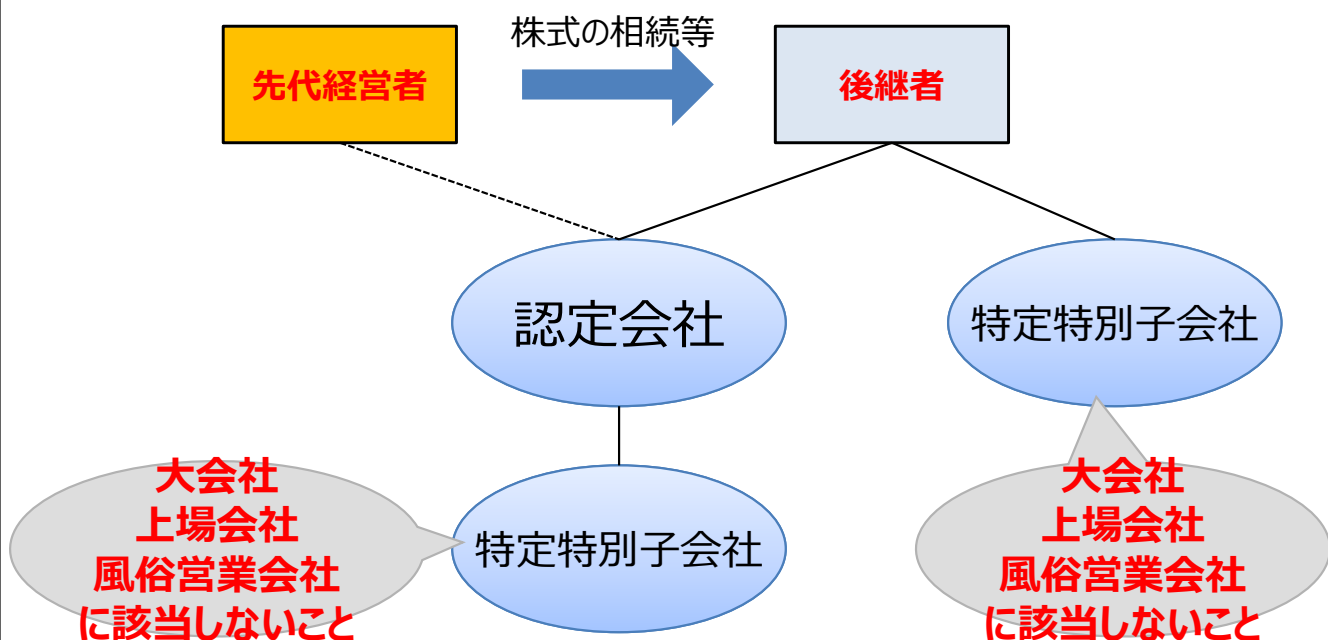 株式の相続等
先代経営者
後継者
認定会社
特定特別子会社
大会社
上場会社
風俗営業会社
に該当しないこと
特定特別子会社
大会社
上場会社
風俗営業会社
に該当しないこと